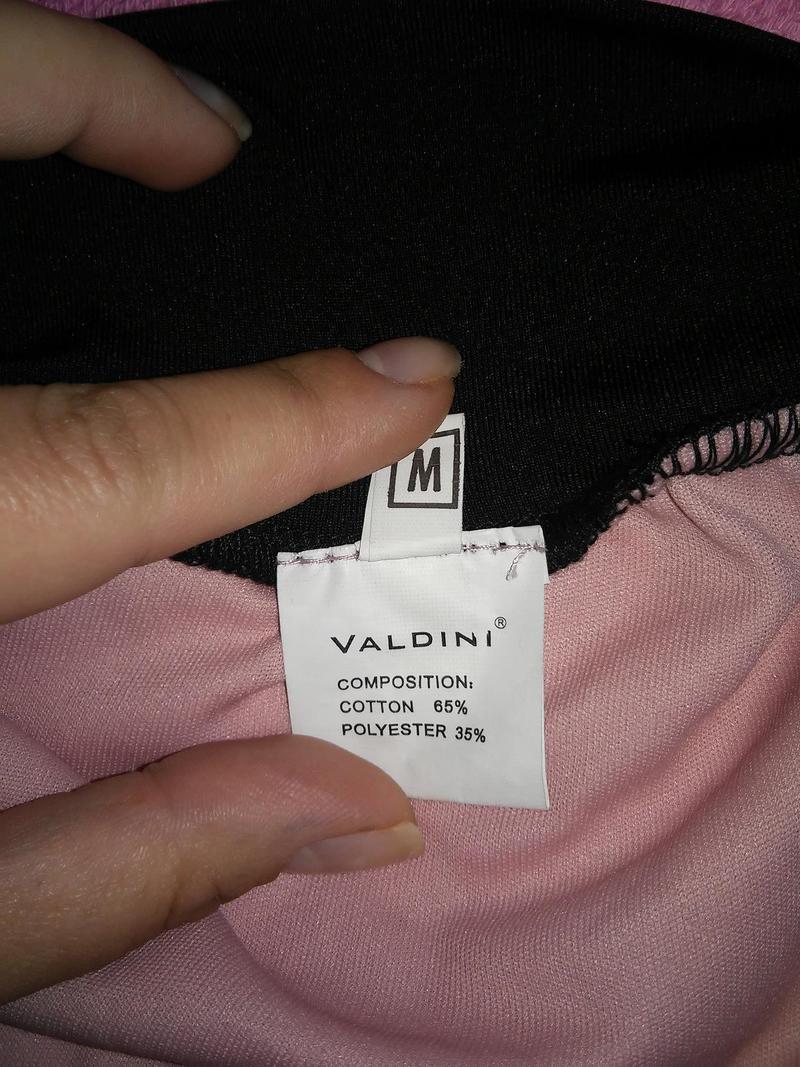 M
VALDINI®
COMPOSITION:
COTTON 65%
POLYESTER 35%